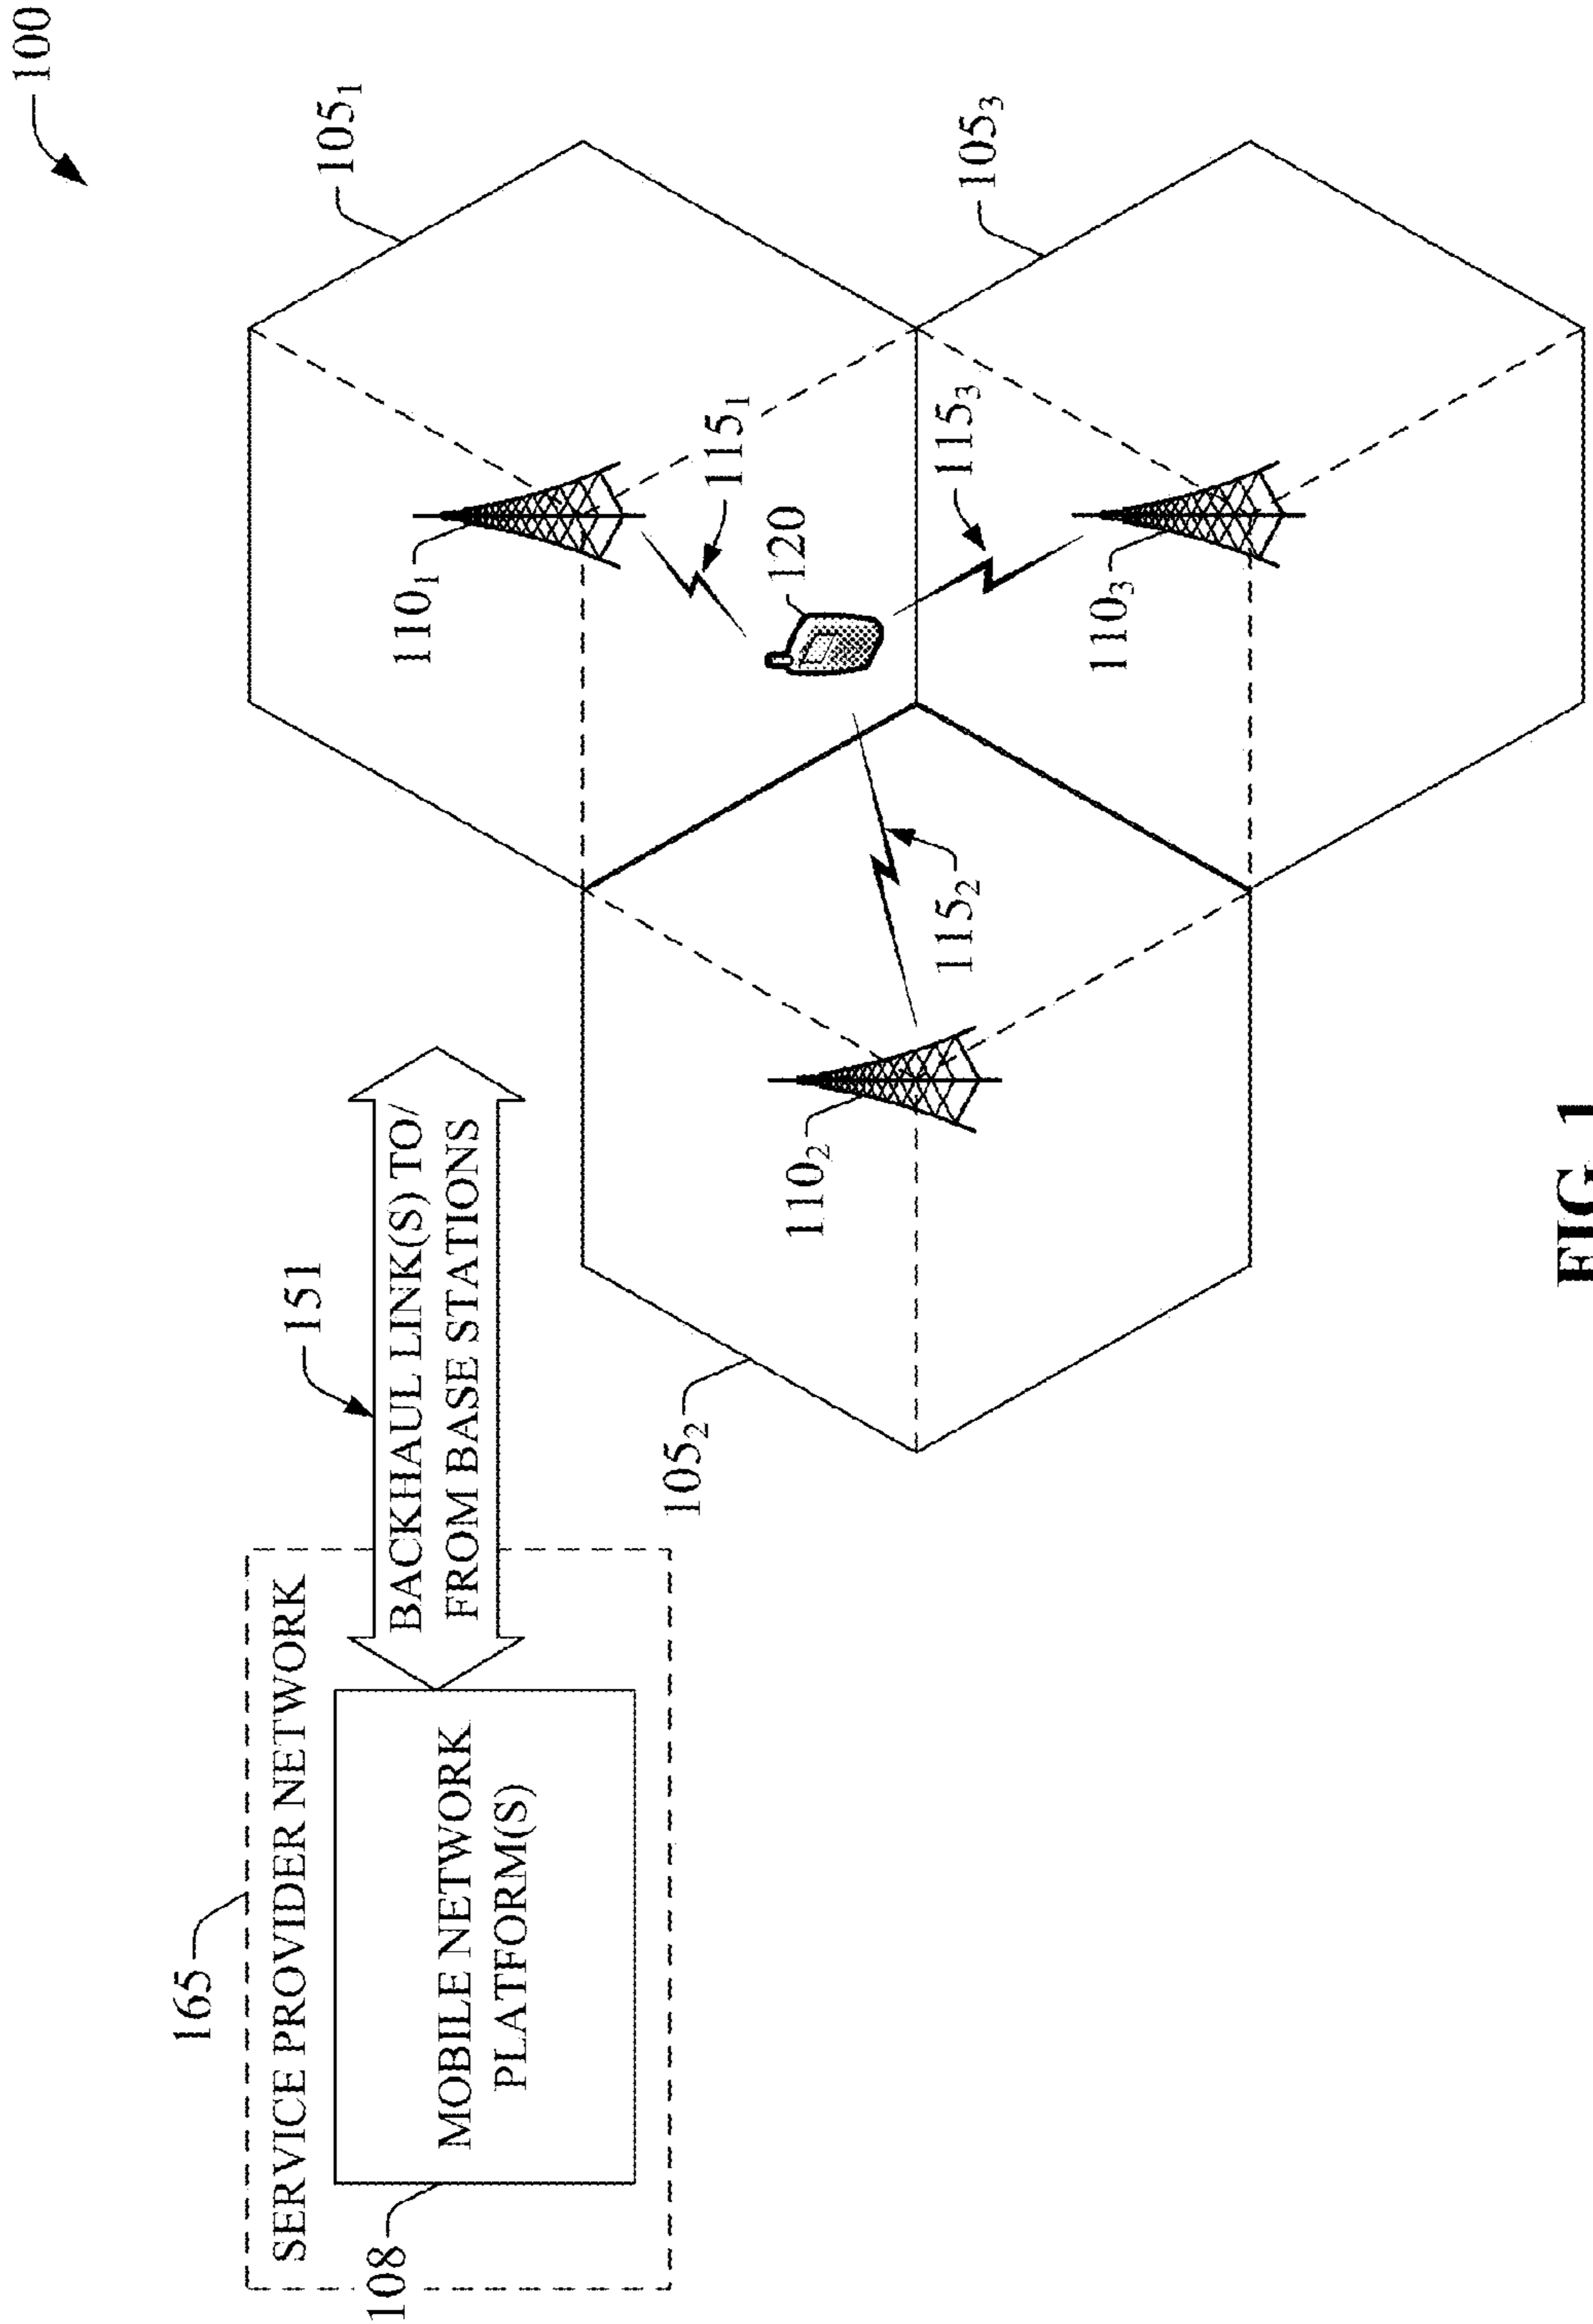 100
165
SERVICE PROVIDER NETWORK
108
MOBILE NETWORK
PLATFORM(S)
151
BACKHAUL LINK(S) TO/
FROM BASE STATIONS
105₁
110₁
115₁
120
105₂
110₂
115₂
105₃
110₃
115₃
FIG. 1